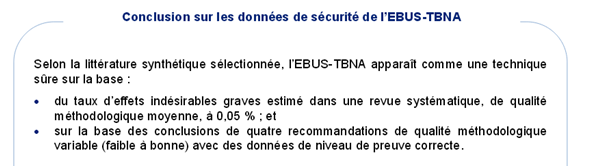 Conclusion sur les données de sécurité de l'EBUS-TBNA
Selon la littérature synthétique sélectionnée, l'EBUS-TBNA apparaît comme une technique
sûre sur la base :
• du taux d'effets indésirables graves estimé dans une revue systématique, de qualité
méthodologique moyenne, à 0,05 % ; et
• sur la base des conclusions de quatre recommandations de qualité méthodologique
variable (faible à bonne) avec des données de niveau de preuve correcte.